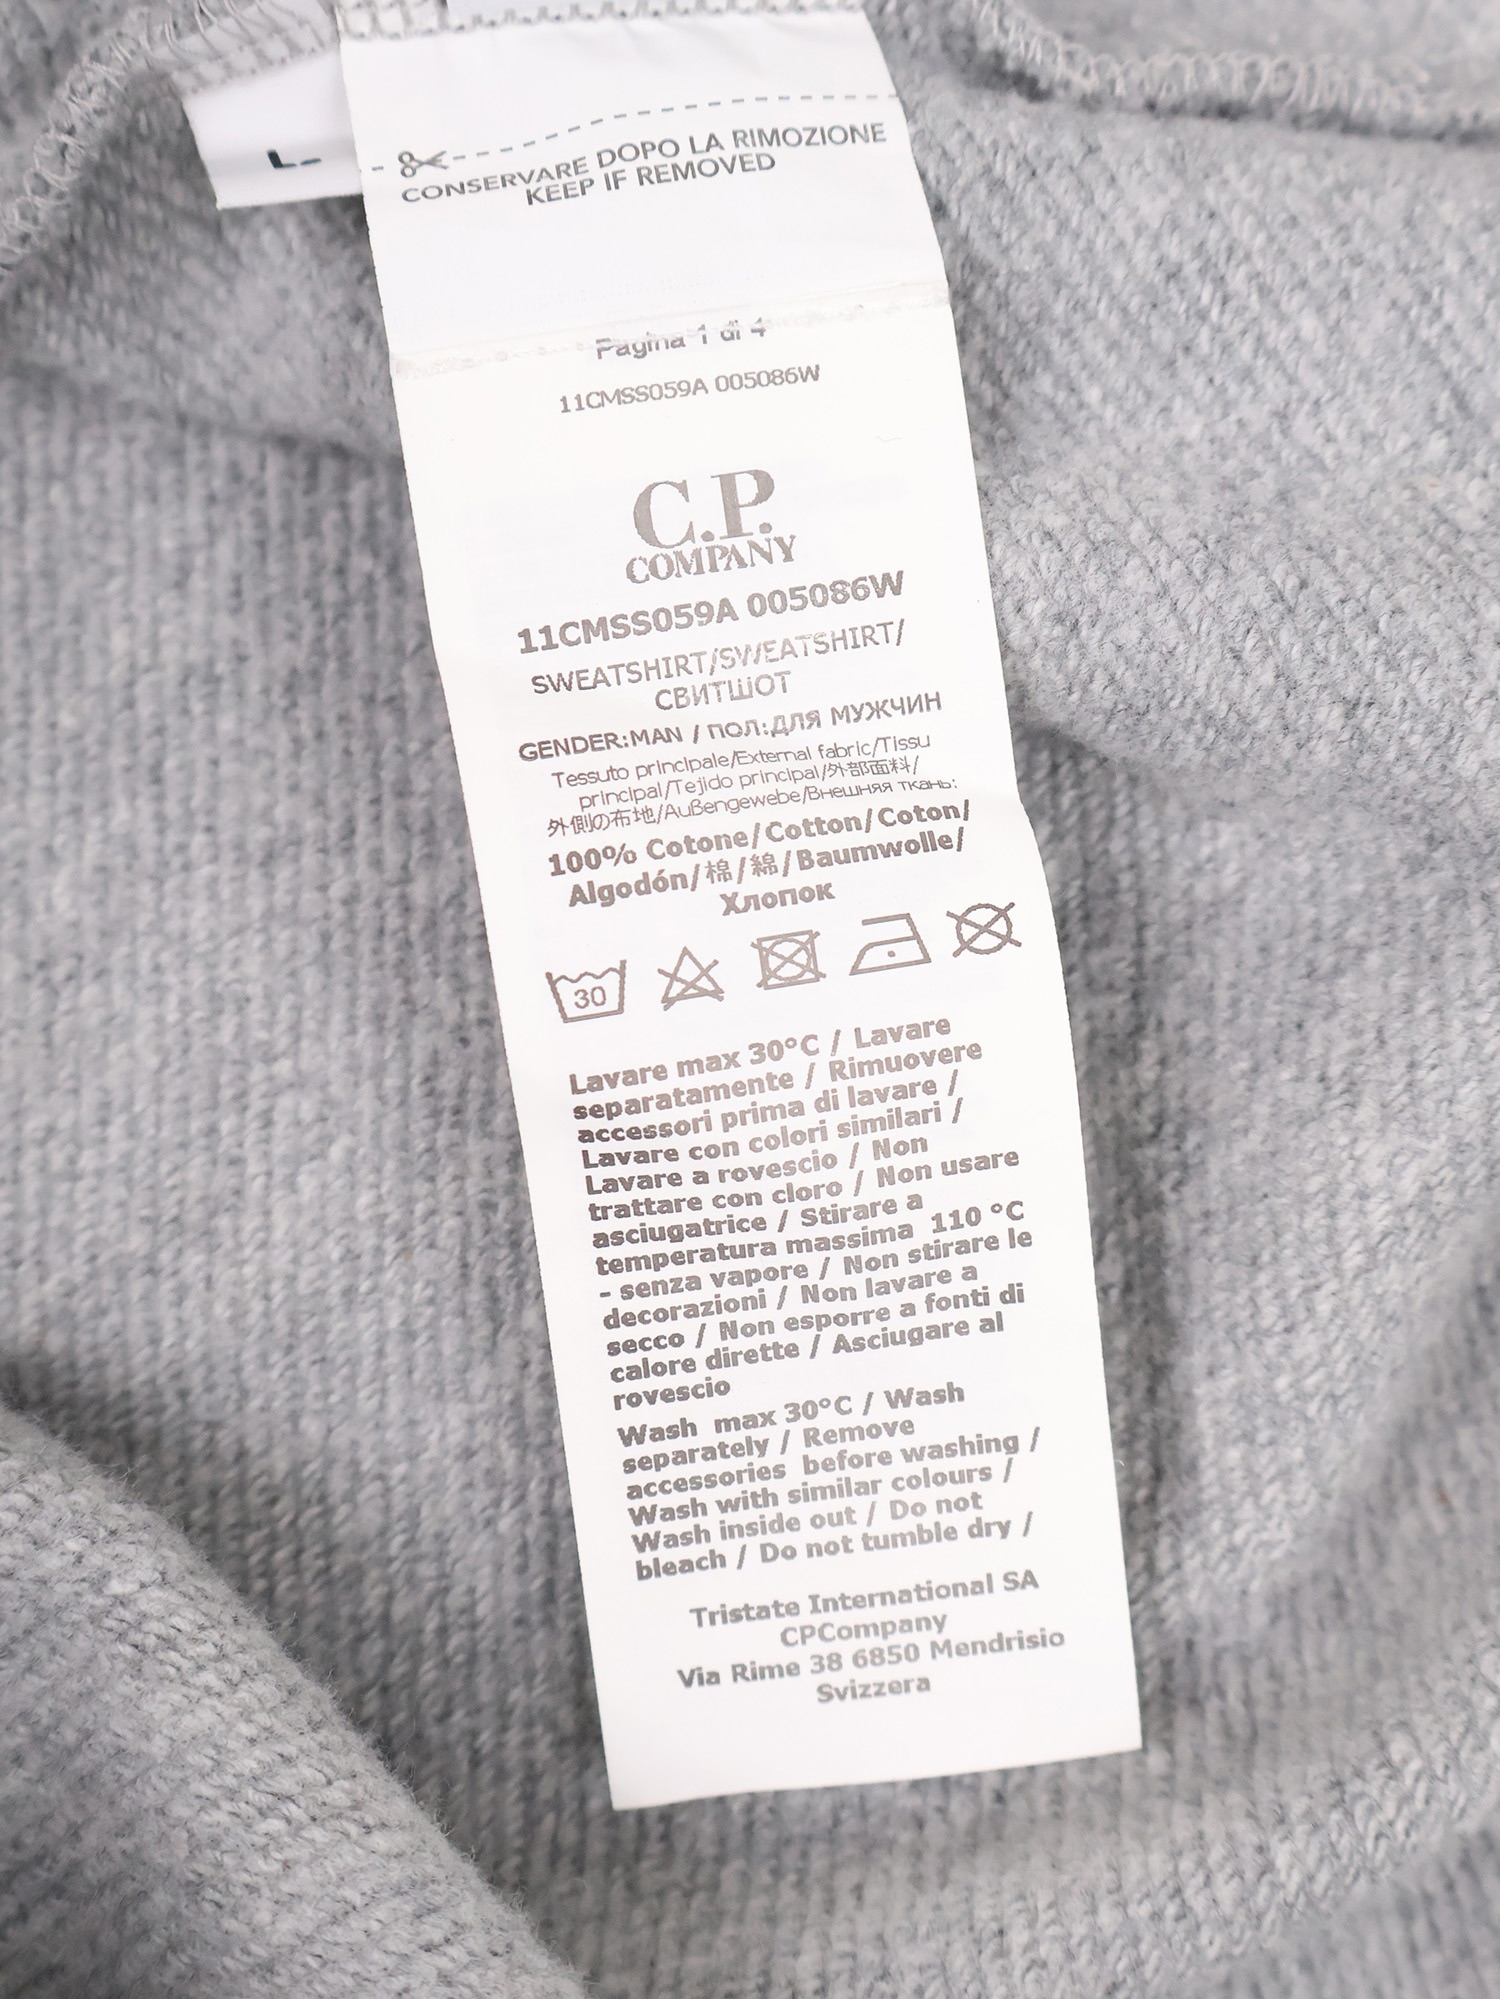 L-
CONSERVARE DOPO LA RIMOZIONE
KEEP IF REMOVED
Pagina 1 di 4
11CMSS059A 005086W
C.P.
COMPANY
11CMSS059A 005086W
SWEATSHIRT/SWEATSHIRT/
СВИТШОТ
GENDER:MAN / ПОЛ:ДЛЯ МУЖЧИН
Tessuto principale/External fabric/Tissu
principal/Tejido principal/外部面料/
外側の布地/Außengewebe/Внешняя ткань:
100% Cotone/Cotton/Coton/
Algodón/棉/綿/Baumwolle/
Хлопок
30
Lavare max 30°C / Lavare
separatamente / Rimuovere
accessori prima di lavare /
Lavare con colori similari /
Lavare a rovescio / Non
trattare con cloro / Non usare
asciugatrice / Stirare a
temperatura massima 110 °C
- senza vapore / Non stirare le
decorazioni / Non lavare a
secco / Non esporre a fonti di
calore dirette / Asciugare al
rovescio
Wash max 30°C / Wash
separately / Remove
accessories before washing /
Wash with similar colours /
Wash inside out / Do not
bleach / Do not tumble dry /
Tristate International SA
CPCompany
Via Rime 38 6850 Mendrisio
Svizzera